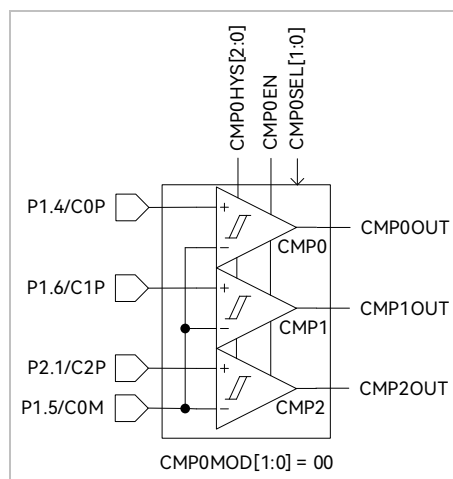 CMP0HYS[2:0]
CMP0EN
CMP0SEL[1:0]
P1.4/C0P
+
−
CMP0
CMP0OUT
P1.6/C1P
+
−
CMP1
CMP1OUT
P2.1/C2P
+
P1.5/C0M
−
CMP2
CMP2OUT
CMP0MOD[1:0] = 00